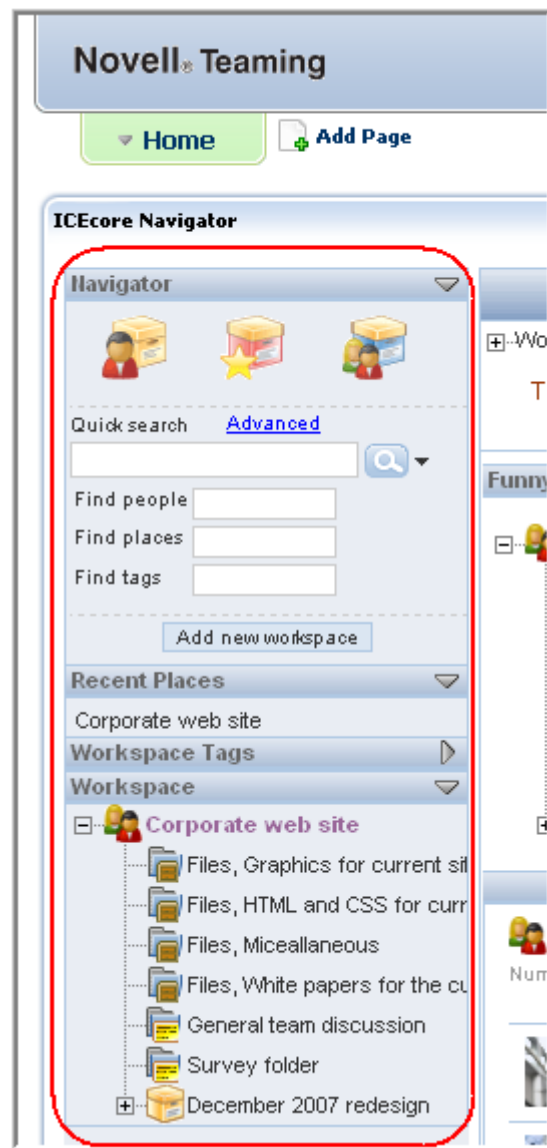 Novell® Teaming
Home
Add Page
ICEcore Navigator
Navigator
Quick search Advanced
Find people
Find places
Find tags
Add new workspace
Recent Places
Corporate web site
Workspace Tags
Workspace
Corporate web site
Files, Graphics for current sit
Files, HTML and CSS for curr
Files, Miceallaneous
Files, White papers for the cu
General team discussion
Survey folder
December 2007 redesign
Wo
T
Funny
Num